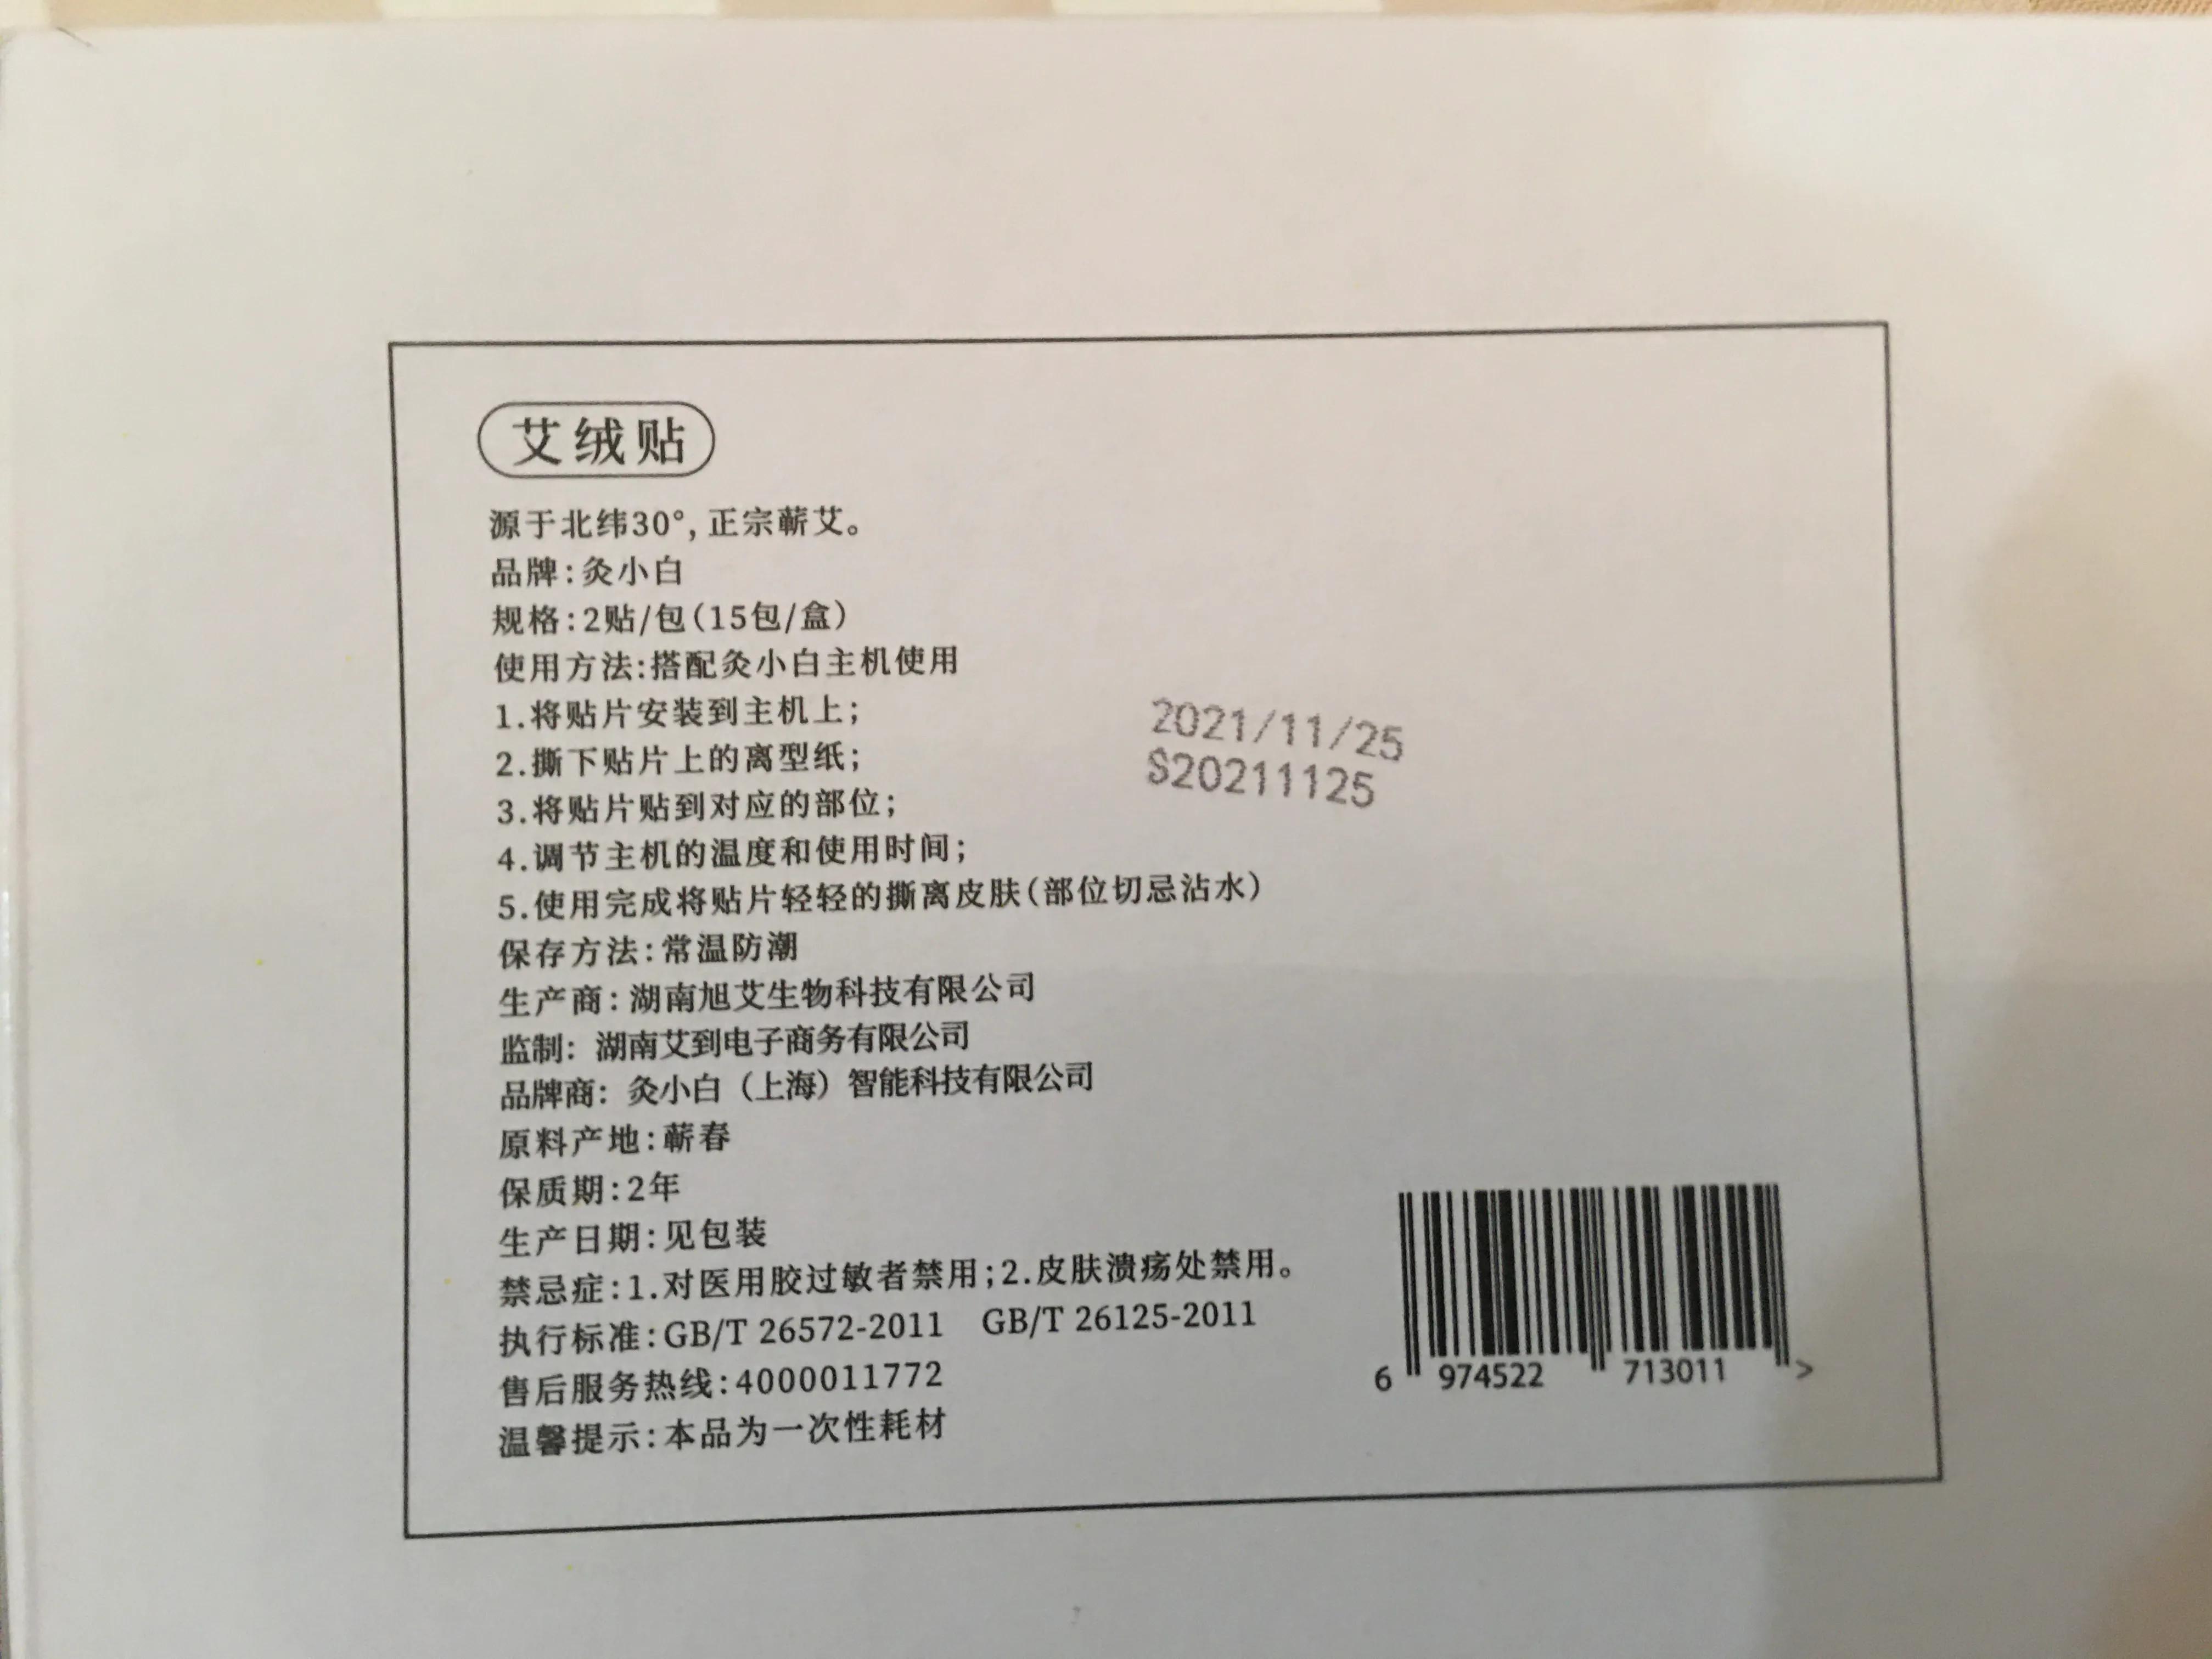 艾绒贴
源于北纬30°,正宗蕲艾。
品牌:灸小白
规格:2贴/包(15包/盒)
使用方法:搭配灸小白主机使用
1.将贴片安装到主机上;
2.撕下贴片上的离型纸;
3.将贴片贴到对应的部位;
4.调节主机的温度和使用时间;
5.使用完成将贴片轻轻的撕离皮肤(部位切忌沾水)
2021/11/25
S20211125
保存方法:常温防潮
生产商:湖南旭艾生物科技有限公司
监制: 湖南艾到电子商务有限公司
品牌商: 灸小白(上海)智能科技有限公司
原料产地:蕲春
保质期:2年
生产日期:见包装
禁忌症:1.对医用胶过敏者禁用;2.皮肤溃疡处禁用。
执行标准:GB/T 26572-2011 GB/T 26125-2011
售后服务热线:4000011772
温馨提示:本品为一次性耗材
6 974522 713011 >